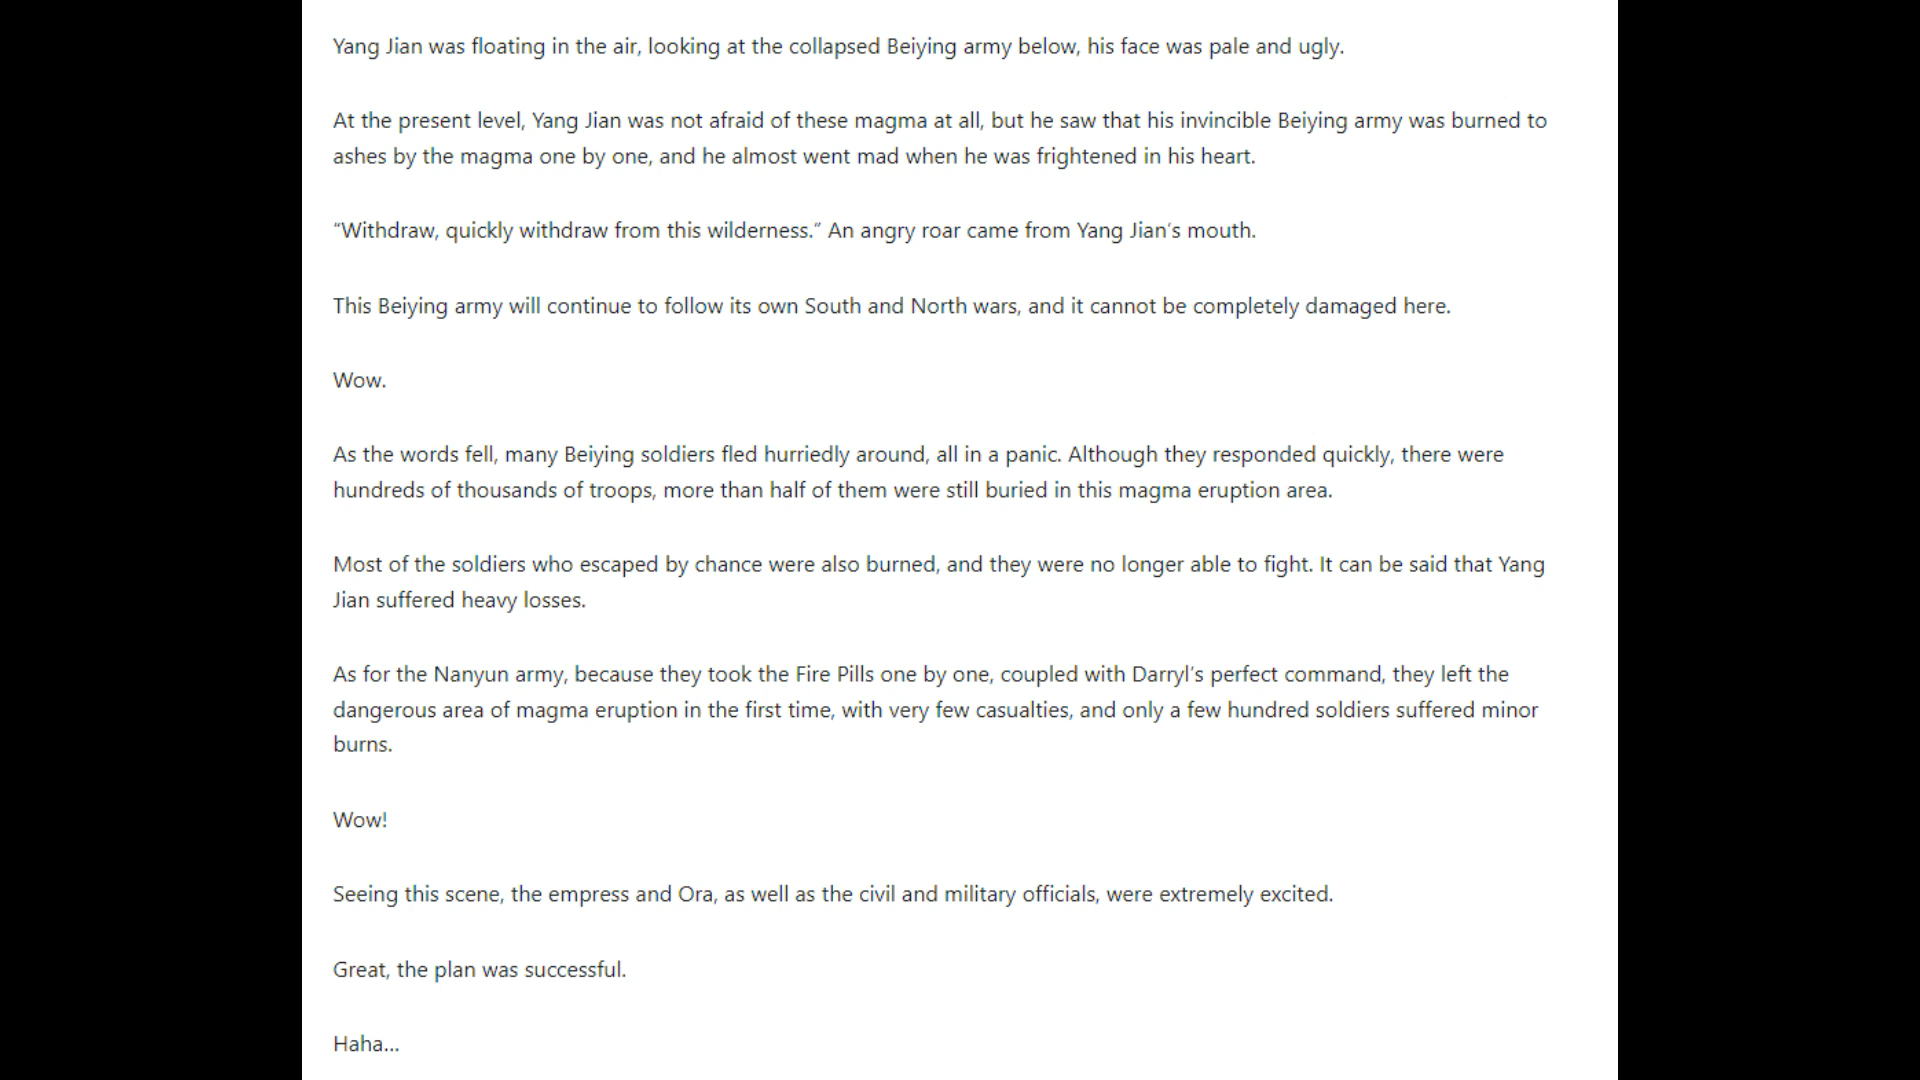 Yang Jian was floating in the air, looking at the collapsed Beiying army below, his face was pale and ugly.
At the present level, Yang Jian was not afraid of these magma at all, but he saw that his invincible Beiying army was burned to
ashes by the magma one by one, and he almost went mad when he was frightened in his heart.
“Withdraw, quickly withdraw from this wilderness.” An angry roar came from Yang Jian’s mouth.
This Beiying army will continue to follow its own South and North wars, and it cannot be completely damaged here.
Wow.
As the words fell, many Beiying soldiers fled hurriedly around, all in a panic. Although they responded quickly, there were
hundreds of thousands of troops, more than half of them were still buried in this magma eruption area.
Most of the soldiers who escaped by chance were also burned, and they were no longer able to fight. It can be said that Yang
Jian suffered heavy losses.
As for the Nanyun army, because they took the Fire Pills one by one, coupled with Darryl’s perfect command, they left the
dangerous area of magma eruption in the first time, with very few casualties, and only a few hundred soldiers suffered minor
burns.
Wow!
Seeing this scene, the empress and Ora, as well as the civil and military officials, were extremely excited.
Great, the plan was successful.
Haha…